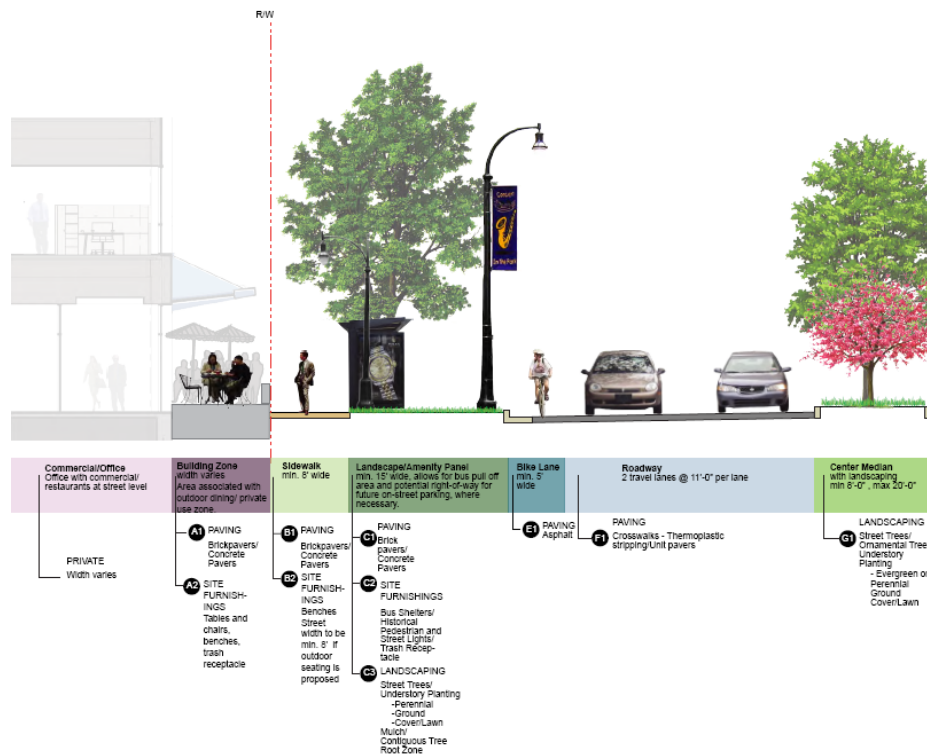 R/W
Commercial/Office
Office with commercial/
restaurants at street level
Building Zone
width varies
Area associated with
outdoor dining/ private
use zone.
Sidewalk
min. 8' wide
Landscape/Amenity Panel
min. 15' wide, allows for bus pull off
area and potential right-of-way for
future on-street parking, where
necessary.
Bike Lane
min. 5'
wide
Roadway
2 travel lanes @ 11'-0" per lane
Center Median
with landscaping
min 8'-0" , max 20'-0"
PRIVATE
Width varies
A1 PAVING
Brickpavers/
Concrete
Pavers
A2 SITE
FURNISH-
INGS
Tables and
chairs,
benches,
trash
receptacle
B1 PAVING
Brickpavers/
Concrete
Pavers
B2 SITE
FURNISH-
INGS
Benches
Street
width to be
min. 8' if
outdoor
seating is
proposed
C1 PAVING
Brick
pavers/
Concrete
Pavers
C2 SITE
FURNISHINGS
Bus Shelters/
Historical
Pedestrian and
Street Lights/
Trash Recep-
tacle
C3 LANDSCAPING
Street Trees/
Understory Planting
-Perennial
-Ground
-Cover/Lawn
Mulch/
Contiguous Tree
Root Zone
E1 PAVING
Asphalt
F1 PAVING
Crosswalks - Thermoplastic
stripping/Unit pavers
G1 LANDSCAPING
Street Trees/
Ornamental Tree
Understory
Planting
- Evergreen or
Perennial
Ground
Cover/Lawn